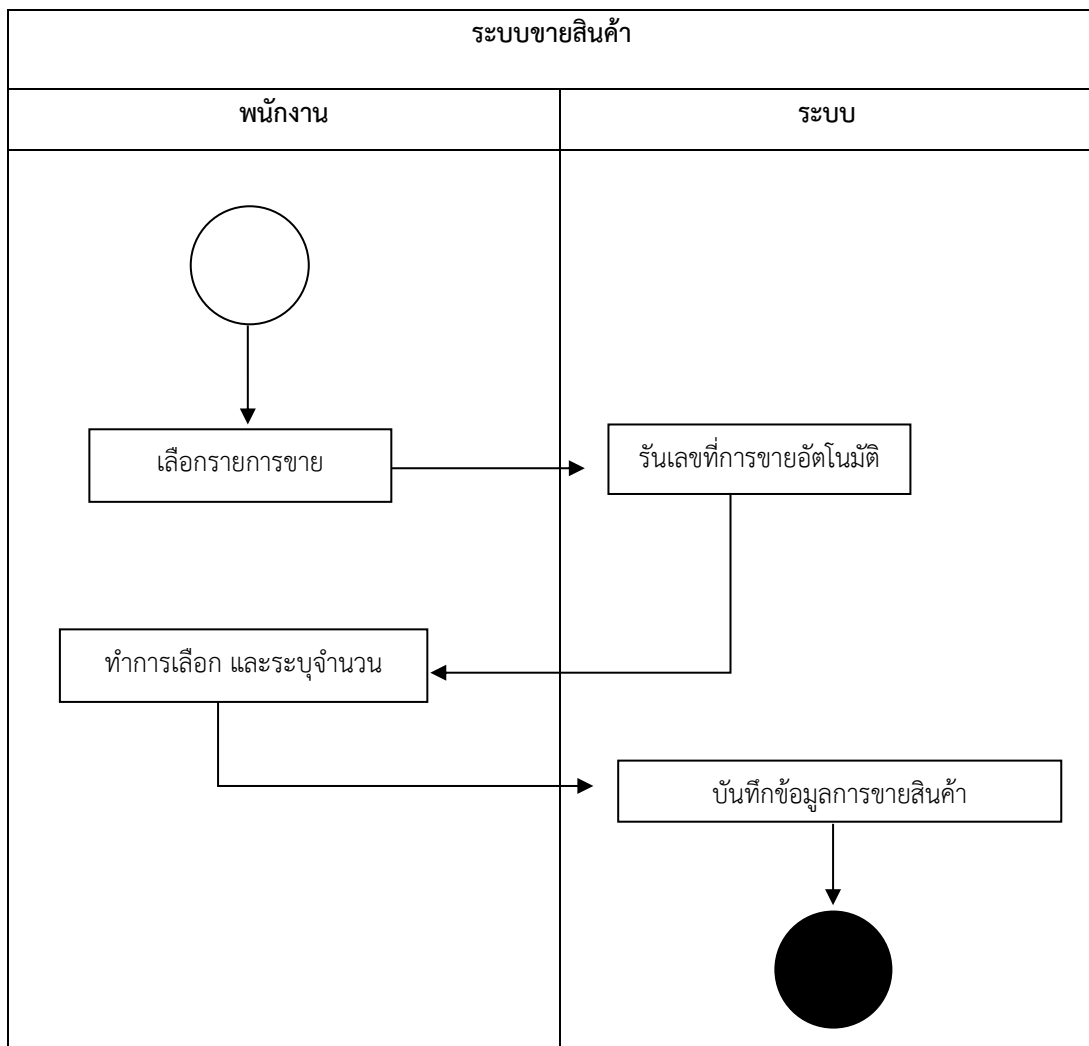 ระบบขายสินค้า
พนักงาน
ระบบ
เลือกรายการขาย
รันเลขที่การขายอัตโนมัติ
ทำการเลือก และระบุจำนวน
บันทึกข้อมูลการขายสินค้า